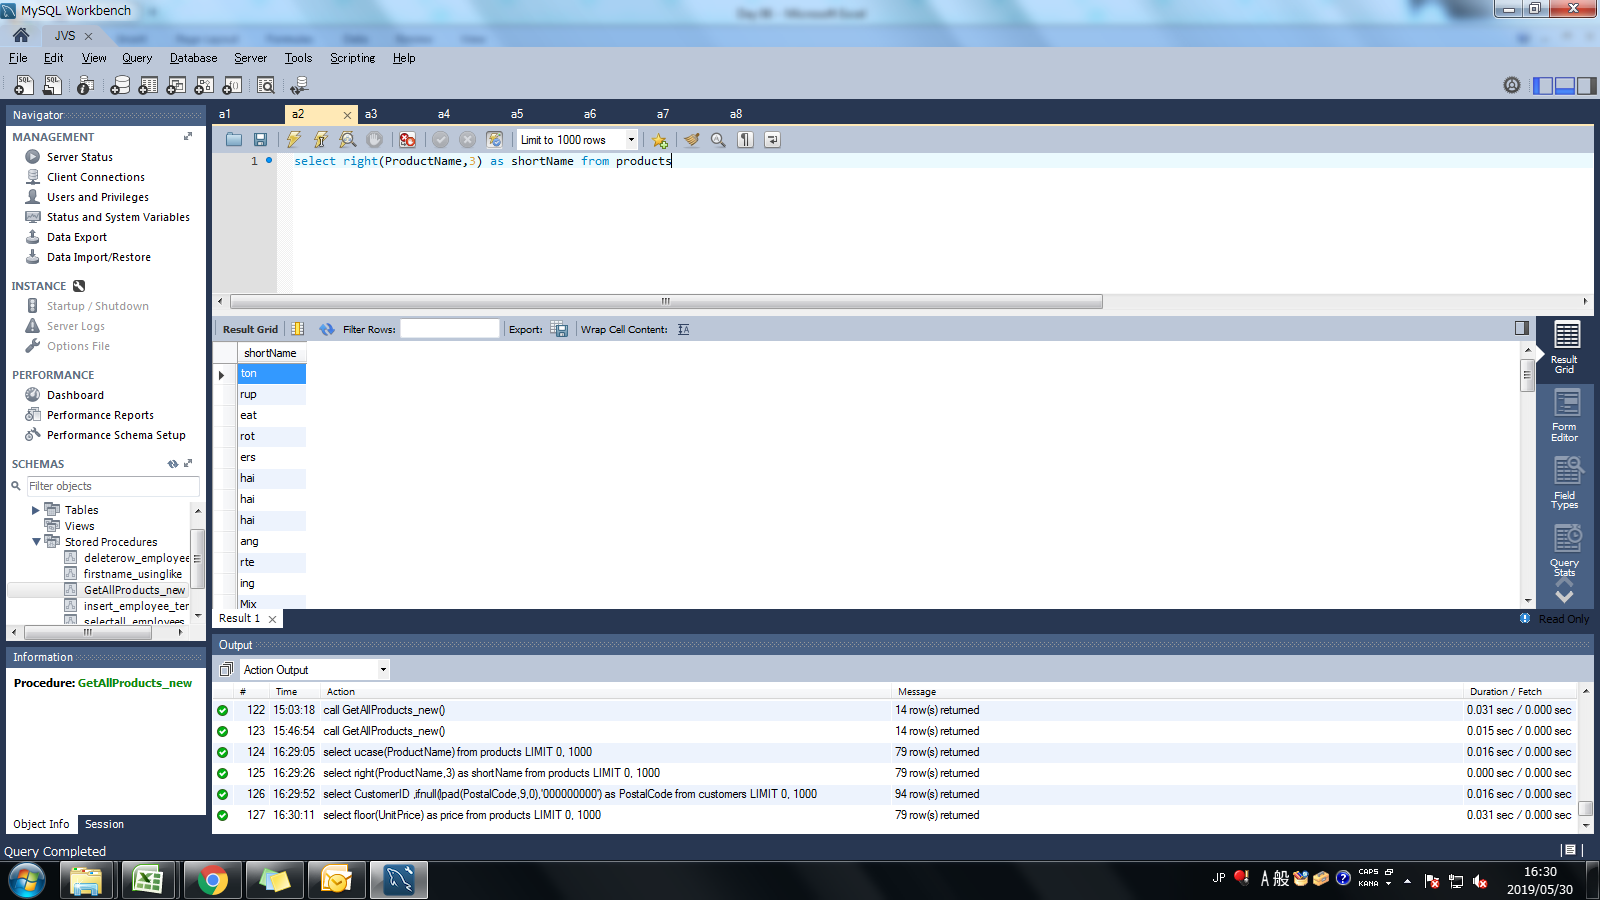 MySQL Workbench
JVS
File Edit View Query Database Server Tools Scripting Help
Navigator
MANAGEMENT
Server Status
Client Connections
Users and Privileges
Status and System Variables
Data Export
Data Import/Restore
INSTANCE
Startup / Shutdown
Server Logs
Options File
PERFORMANCE
Dashboard
Performance Reports
Performance Schema Setup
SCHEMAS
Filter objects
Tables
Views
Stored Procedures
deleterow_employee
firstname_usinglike
GetAllProducts_new
insert_employee_ter
selectall_employees
Information
Procedure: GetAllProducts_new
Object Info Session
a1 a2 a3 a4 a5 a6 a7 a8
Limit to 1000 rows
1 select right(ProductName,3) as shortName from products
Result Grid Filter Rows: Export: Wrap Cell Content:
shortName
ton
rup
eat
rot
ers
hai
hai
hai
ang
rte
ing
Mix
Result
Grid
Form
Editor
Field
Types
Query
Stats
Result 1
Read Only
Output
Action Output
# Time Action Message Duration / Fetch
122 15:03:18 call GetAllProducts_new() 14 row(s) returned 0.031 sec / 0.000 sec
123 15:46:54 call GetAllProducts_new() 14 row(s) returned 0.015 sec / 0.000 sec
124 16:29:05 select ucase(ProductName) from products LIMIT 0, 1000 79 row(s) returned 0.016 sec / 0.000 sec
125 16:29:26 select right(ProductName,3) as shortName from products LIMIT 0, 1000 79 row(s) returned 0.000 sec / 0.000 sec
126 16:29:52 select CustomerID ,ifnull(lpad(PostalCode,9,0),'000000000') as PostalCode from customers LIMIT 0, 1000 94 row(s) returned 0.016 sec / 0.000 sec
127 16:30:11 select floor(UnitPrice) as price from products LIMIT 0, 1000 79 row(s) returned 0.031 sec / 0.000 sec
Query Completed
JP A 般 CAPS KANA
16:30
2019/05/30